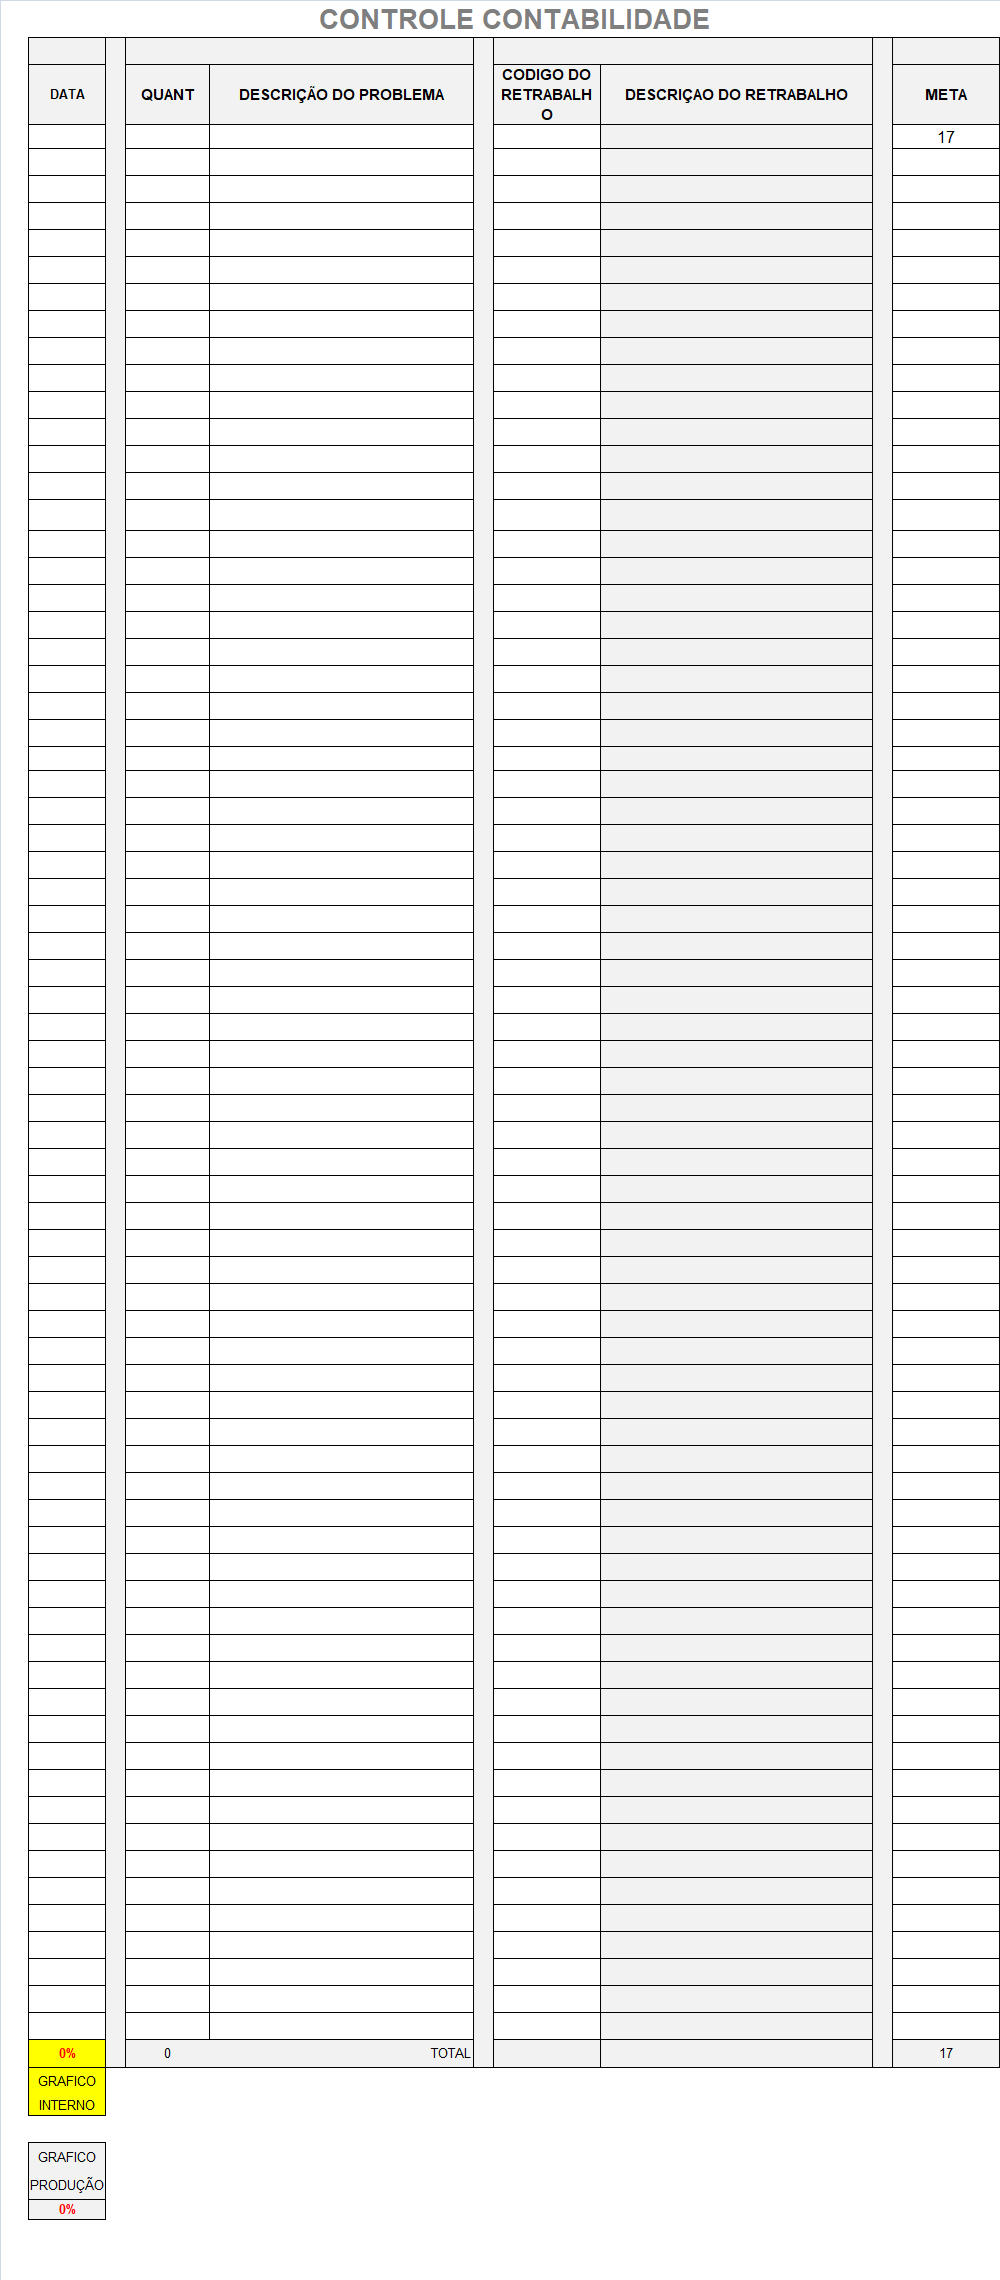 CONTROLE CONTABILIDADE
DATA
QUANT
DESCRIÇÃO DO PROBLEMA
CODIGO DO
RETRABALH
O
DESCRIÇAO DO RETRABALHO
META
17
0%
0
TOTAL
17
GRAFICO
INTERNO
GRAFICO
PRODUÇÃO
0%